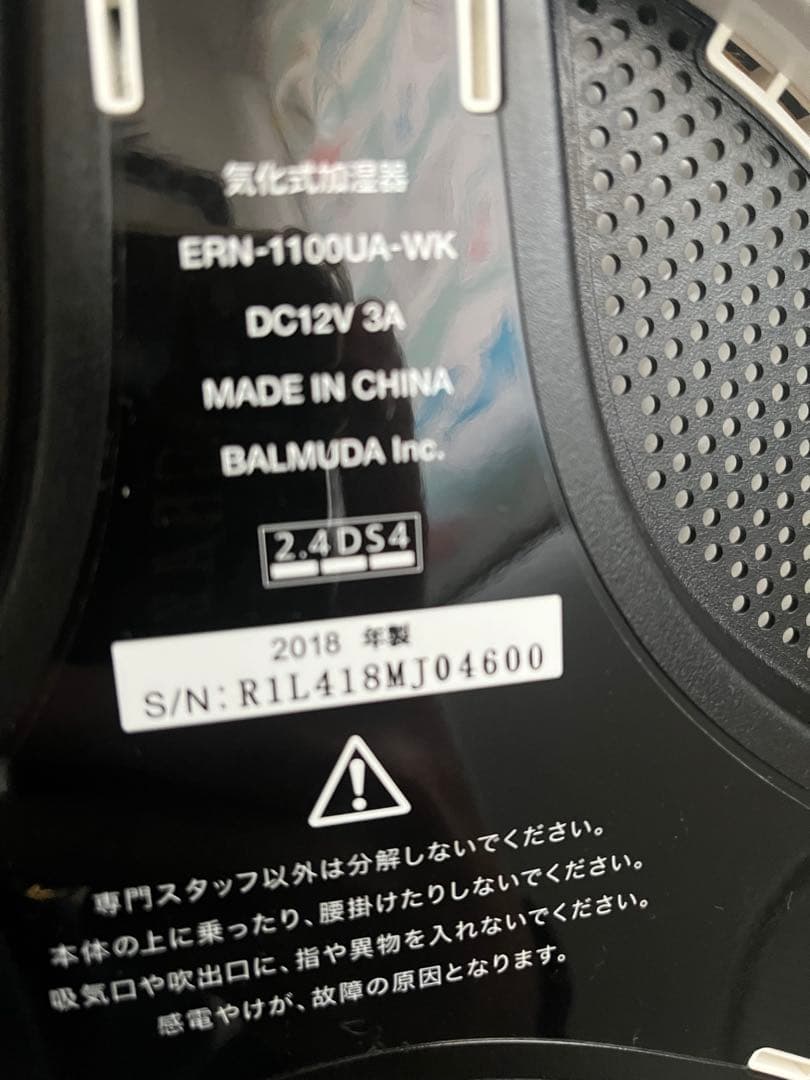 気化式加湿器
ERN-1100UA-WK
DC12V 3A
MADE IN CHINA
BALMUDA Inc.
2.4DS4
2018 年製
S/N:R1L418MJ04600
専門スタッフ以外は分解しないでください。
本体の上に乗ったり、腰掛けたりしないでください。
吸気口や吹出口に、指や異物を入れないでください。
感電やけが、故障の原因となります。